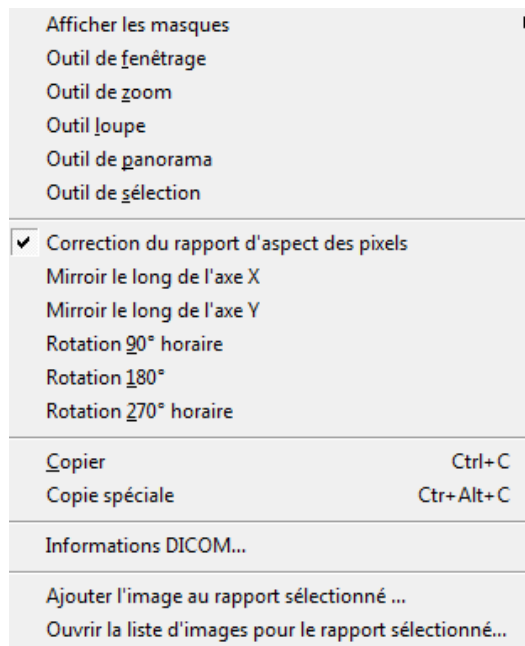 Afficher les masques
Outil de fenêtrage
Outil de zoom
Outil loupe
Outil de panorama
Outil de sélection
Correction du rapport d'aspect des pixels
Mirroir le long de l'axe X
Mirroir le long de l'axe Y
Rotation 90° horaire
Rotation 180°
Rotation 270° horaire
Copier Ctrl+C
Copie spéciale Ctr+Alt+C
Informations DICOM...
Ajouter l'image au rapport sélectionné ...
Ouvrir la liste d'images pour le rapport sélectionné...